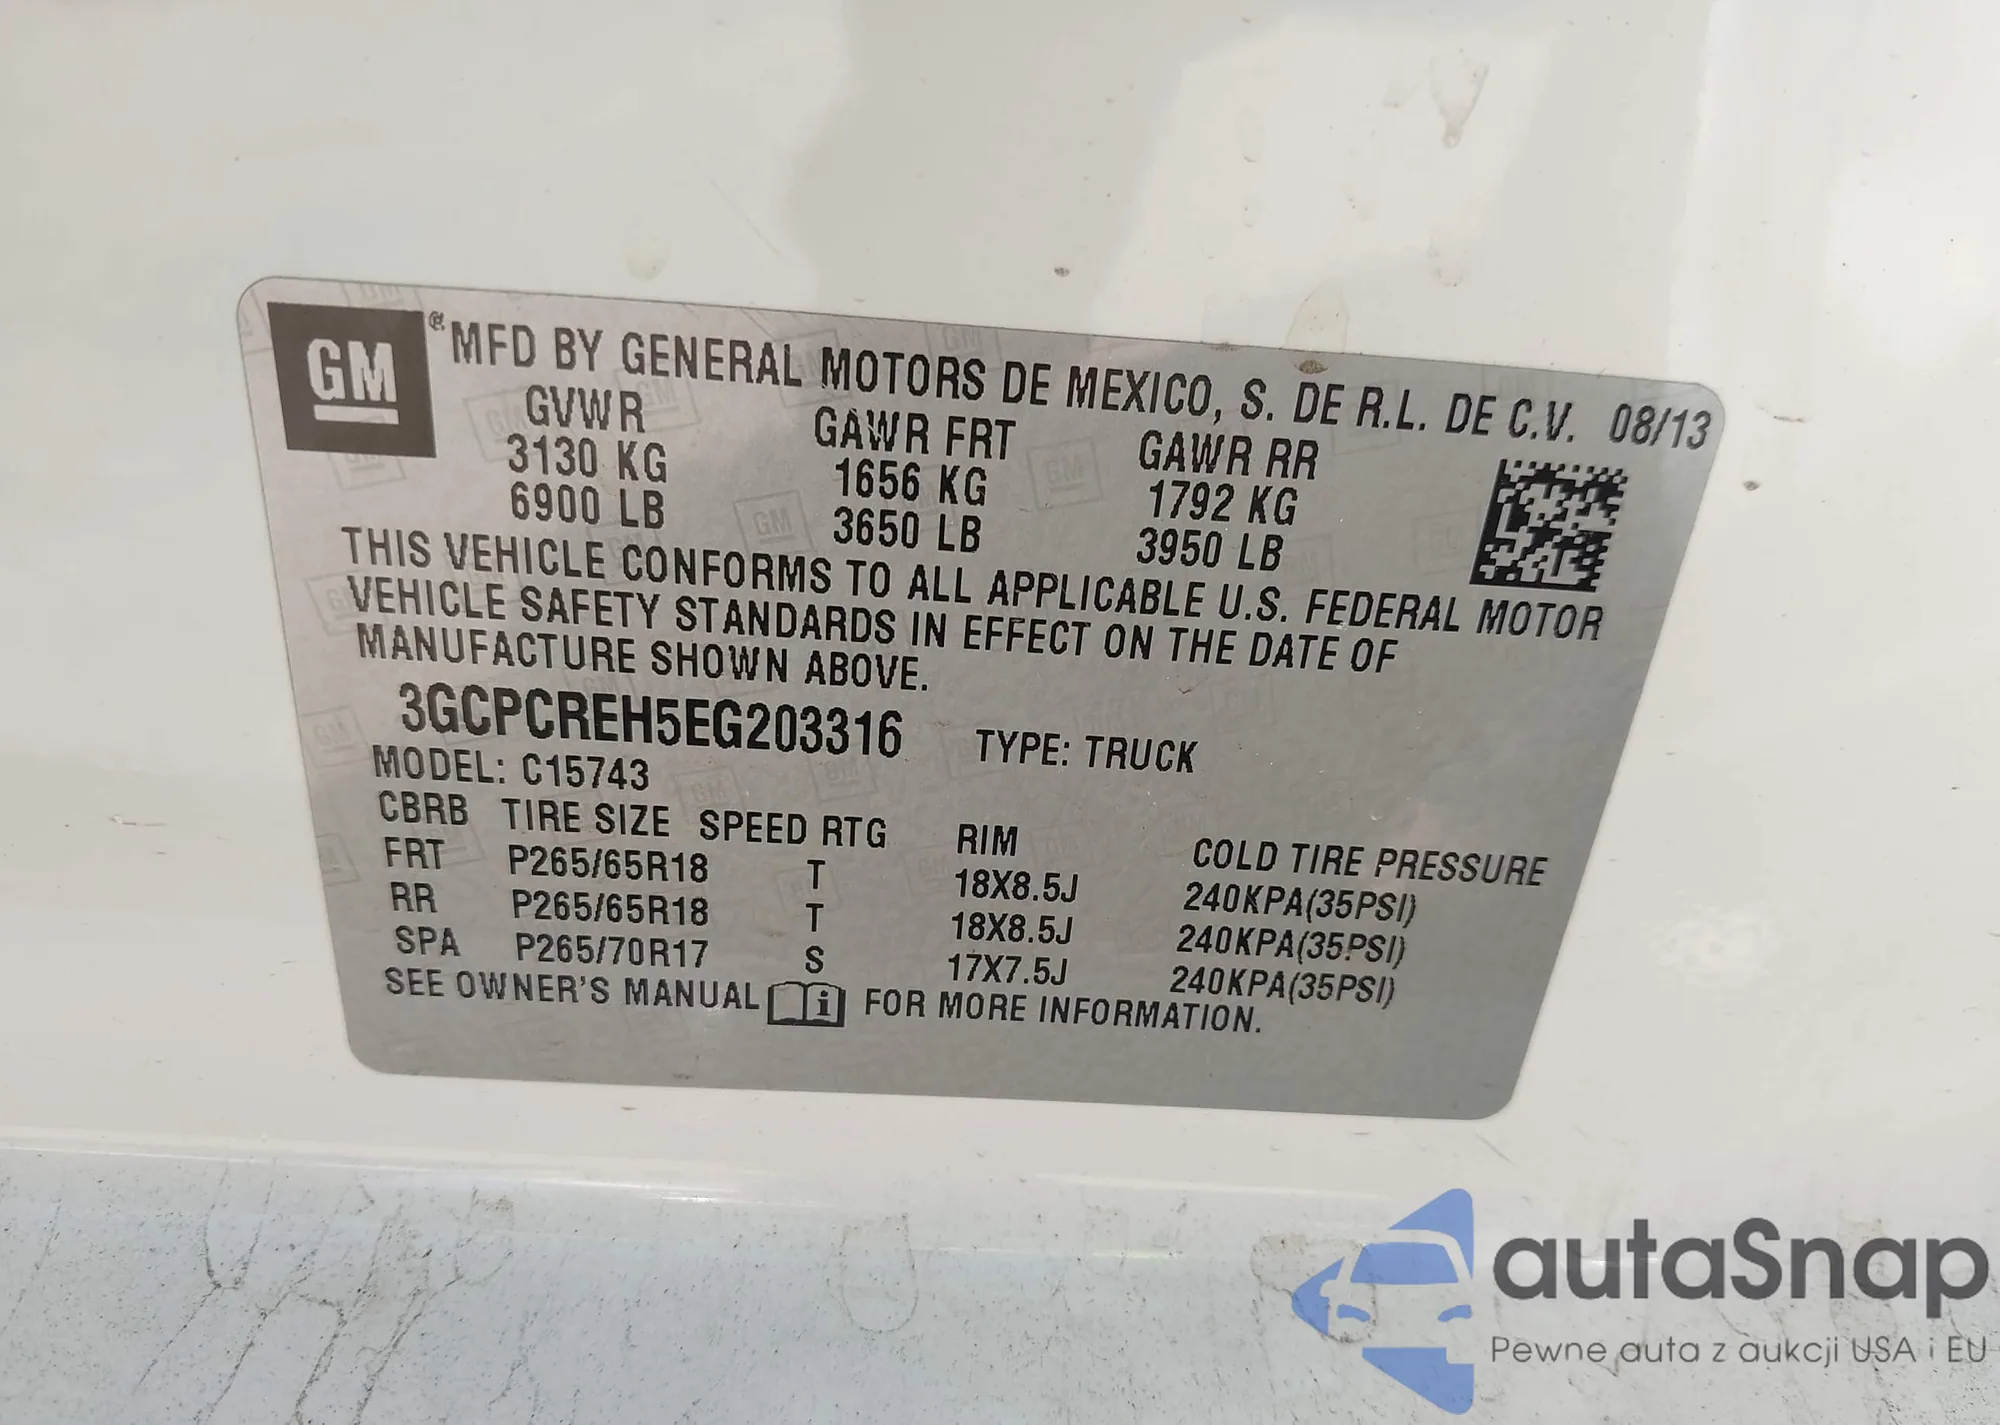 GM
® MFD BY GENERAL MOTORS DE MEXICO, S. DE R.L. DE C.V. 08/13
GVWR GAWR FRT GAWR RR
3130 KG 1656 KG 1792 KG
6900 LB 3650 LB 3950 LB
THIS VEHICLE CONFORMS TO ALL APPLICABLE U.S. FEDERAL MOTOR
VEHICLE SAFETY STANDARDS IN EFFECT ON THE DATE OF
MANUFACTURE SHOWN ABOVE.
3GCPCREH5EG203316 TYPE: TRUCK
MODEL: C15743
CBRB TIRE SIZE SPEED RTG RIM COLD TIRE PRESSURE
FRT P265/65R18 T 18X8.5J 240KPA(35PSI)
RR P265/65R18 T 18X8.5J 240KPA(35PSI)
SPA P265/70R17 S 17X7.5J 240KPA(35PSI)
SEE OWNER'S MANUAL i FOR MORE INFORMATION.
autaSnap
Pewne auta z aukcji USA i EU